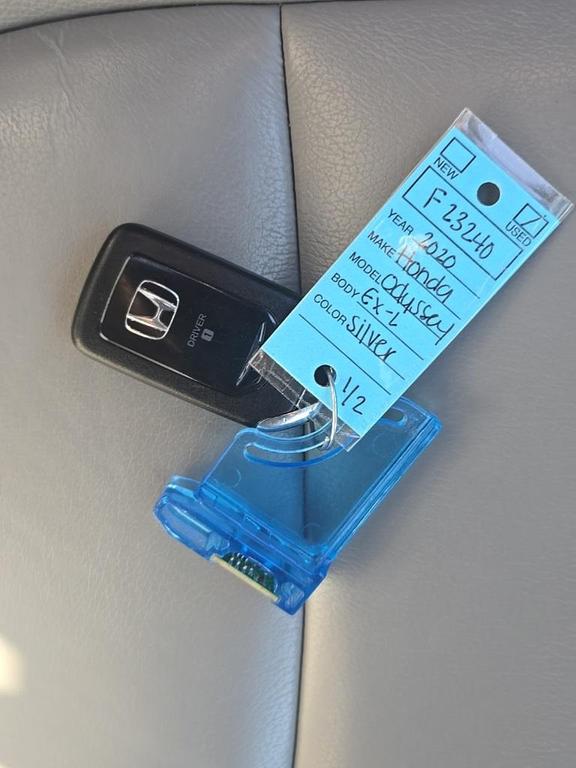 NEW
USED
F23240
YEAR 2020
MAKE Honda
MODEL Odyssey
BODY EX-L
COLOR Silver
1/2
DRIVER 1